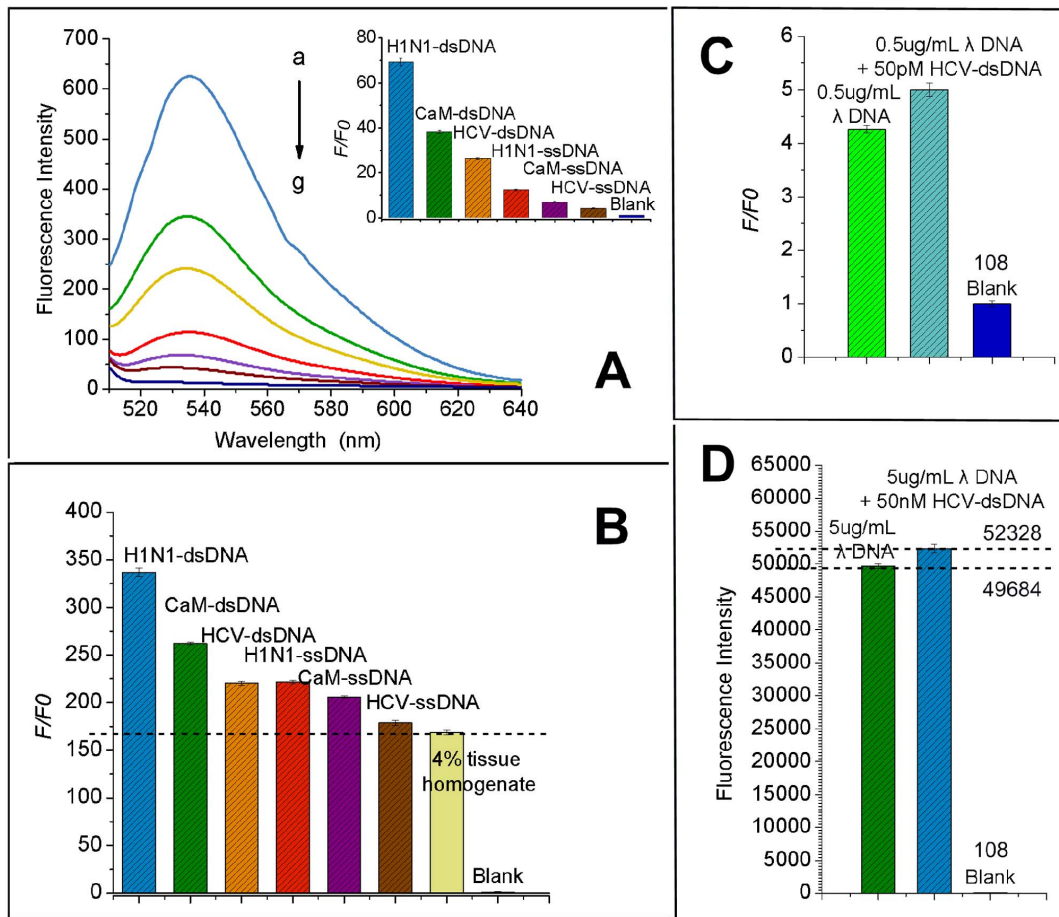 A
Fluorescence Intensity
700
600
500
400
300
200
100
0
520
540
560
580
600
620
640
Wavelength (nm)
a
g
F/F0
80
60
40
20
0
H1N1-dsDNA
CaM-dsDNA
HCV-dsDNA
H1N1-ssDNA
CaM-ssDNA
HCV-ssDNA
Blank
B
F/F0
400
350
300
250
200
150
100
50
0
H1N1-dsDNA
CaM-dsDNA
HCV-dsDNA
H1N1-ssDNA
CaM-ssDNA
HCV-ssDNA
4% tissue
homogenate
Blank
C
F/F0
6
5
4
3
2
1
0
0.5ug/mL λ DNA
+ 50pM HCV-dsDNA
0.5ug/mL
λ DNA
108
Blank
D
Fluorescence Intensity
65000
60000
55000
50000
45000
40000
35000
30000
25000
20000
15000
10000
5000
0
5ug/mL λ DNA
+ 50nM HCV-dsDNA
5ug/mL
λ DNA
52328
49684
108
Blank